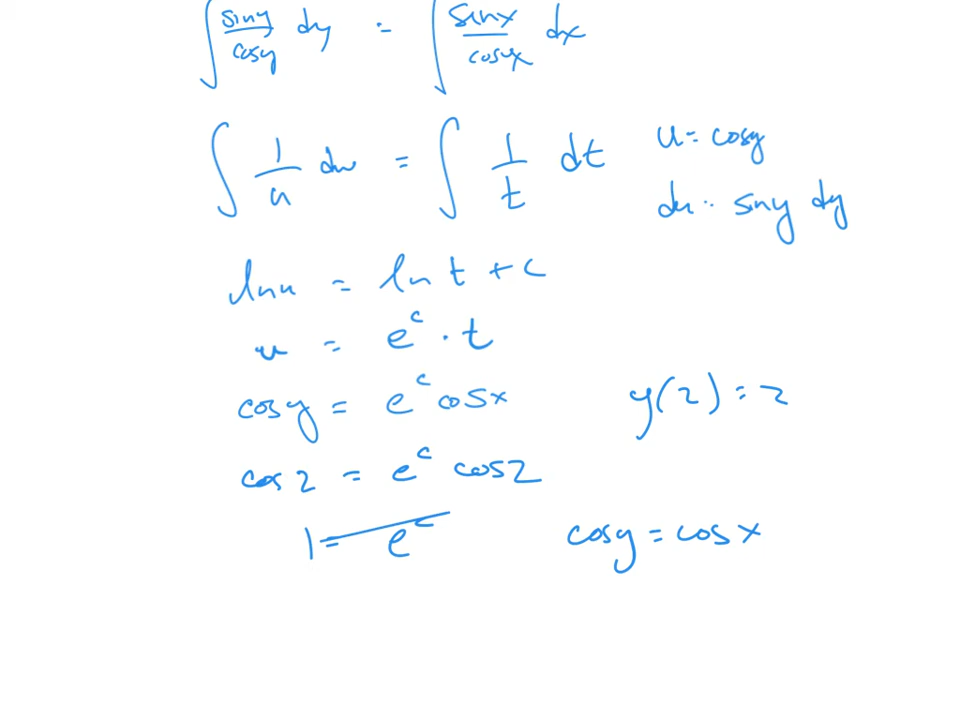 ∫ siny/cosy dy = ∫ sinx/cosx dx
∫ 1/u du = ∫ 1/t dt u = cosy
du = siny dy
ln u = ln t + c
u = e^c · t
cosy = e^c cosx y(2) = 2
cos 2 = e^c cos2
1 = e^c cosy = cos x